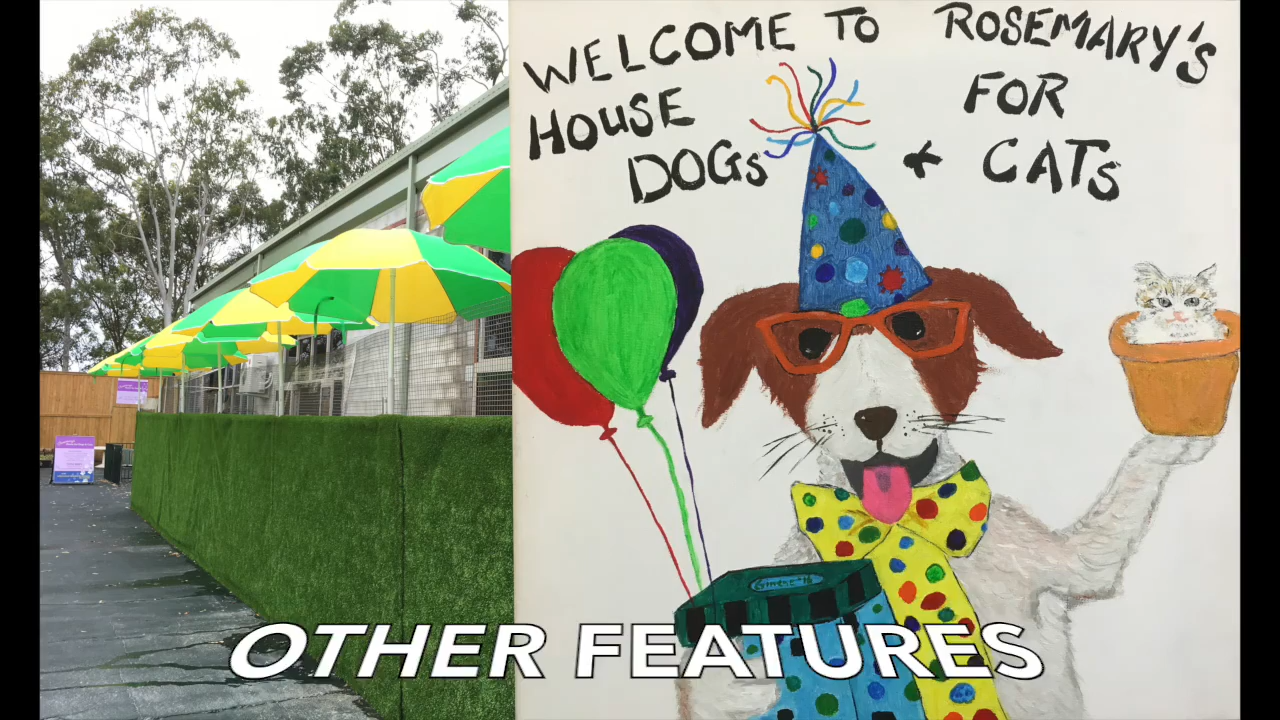 WELCOME TO ROSEMARY'S
HOUSE FOR
DOGS + CATS
OTHER FEATURES